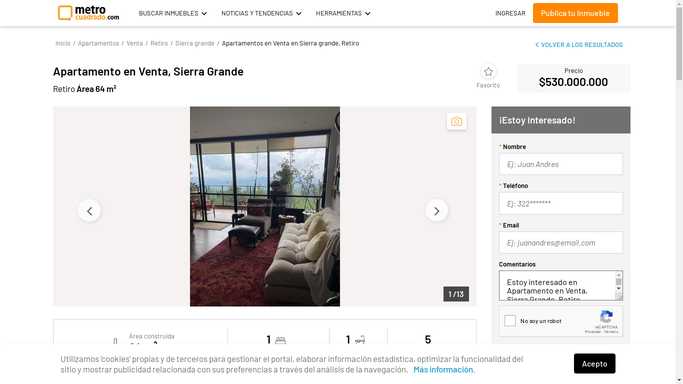 metro
cuadrado.com
BUSCAR INMUEBLES
NOTICIAS Y TENDENCIAS
HERRAMIENTAS
INGRESAR
Publica tu Inmueble
Inicio / Apartamentos / Venta / Retiro / Sierra grande / Apartamentos en Venta en Sierra grande, Retiro
VOLVER A LOS RESULTADOS
Apartamento en Venta, Sierra Grande
Retiro Área 64 m²
Favorito
Precio
$530.000.000
1 /13
¡Estoy Interesado!
* Nombre
Ej: Juan Andres
* Teléfono
Ej: 322*******
* Email
Ej: juanandres@email.com
Comentarios
Estoy interesado en
Apartamento en Venta,
Sierra Grande, Retiro
No soy un robot
reCAPTCHA
Privacidad - Términos
Área construida
1
1
5
Utilizamos 'cookies' propias y de terceros para gestionar el portal, elaborar información estadística, optimizar la funcionalidad del
sitio y mostrar publicidad relacionada con sus preferencias a través del análisis de la navegación. Más información.
Acepto